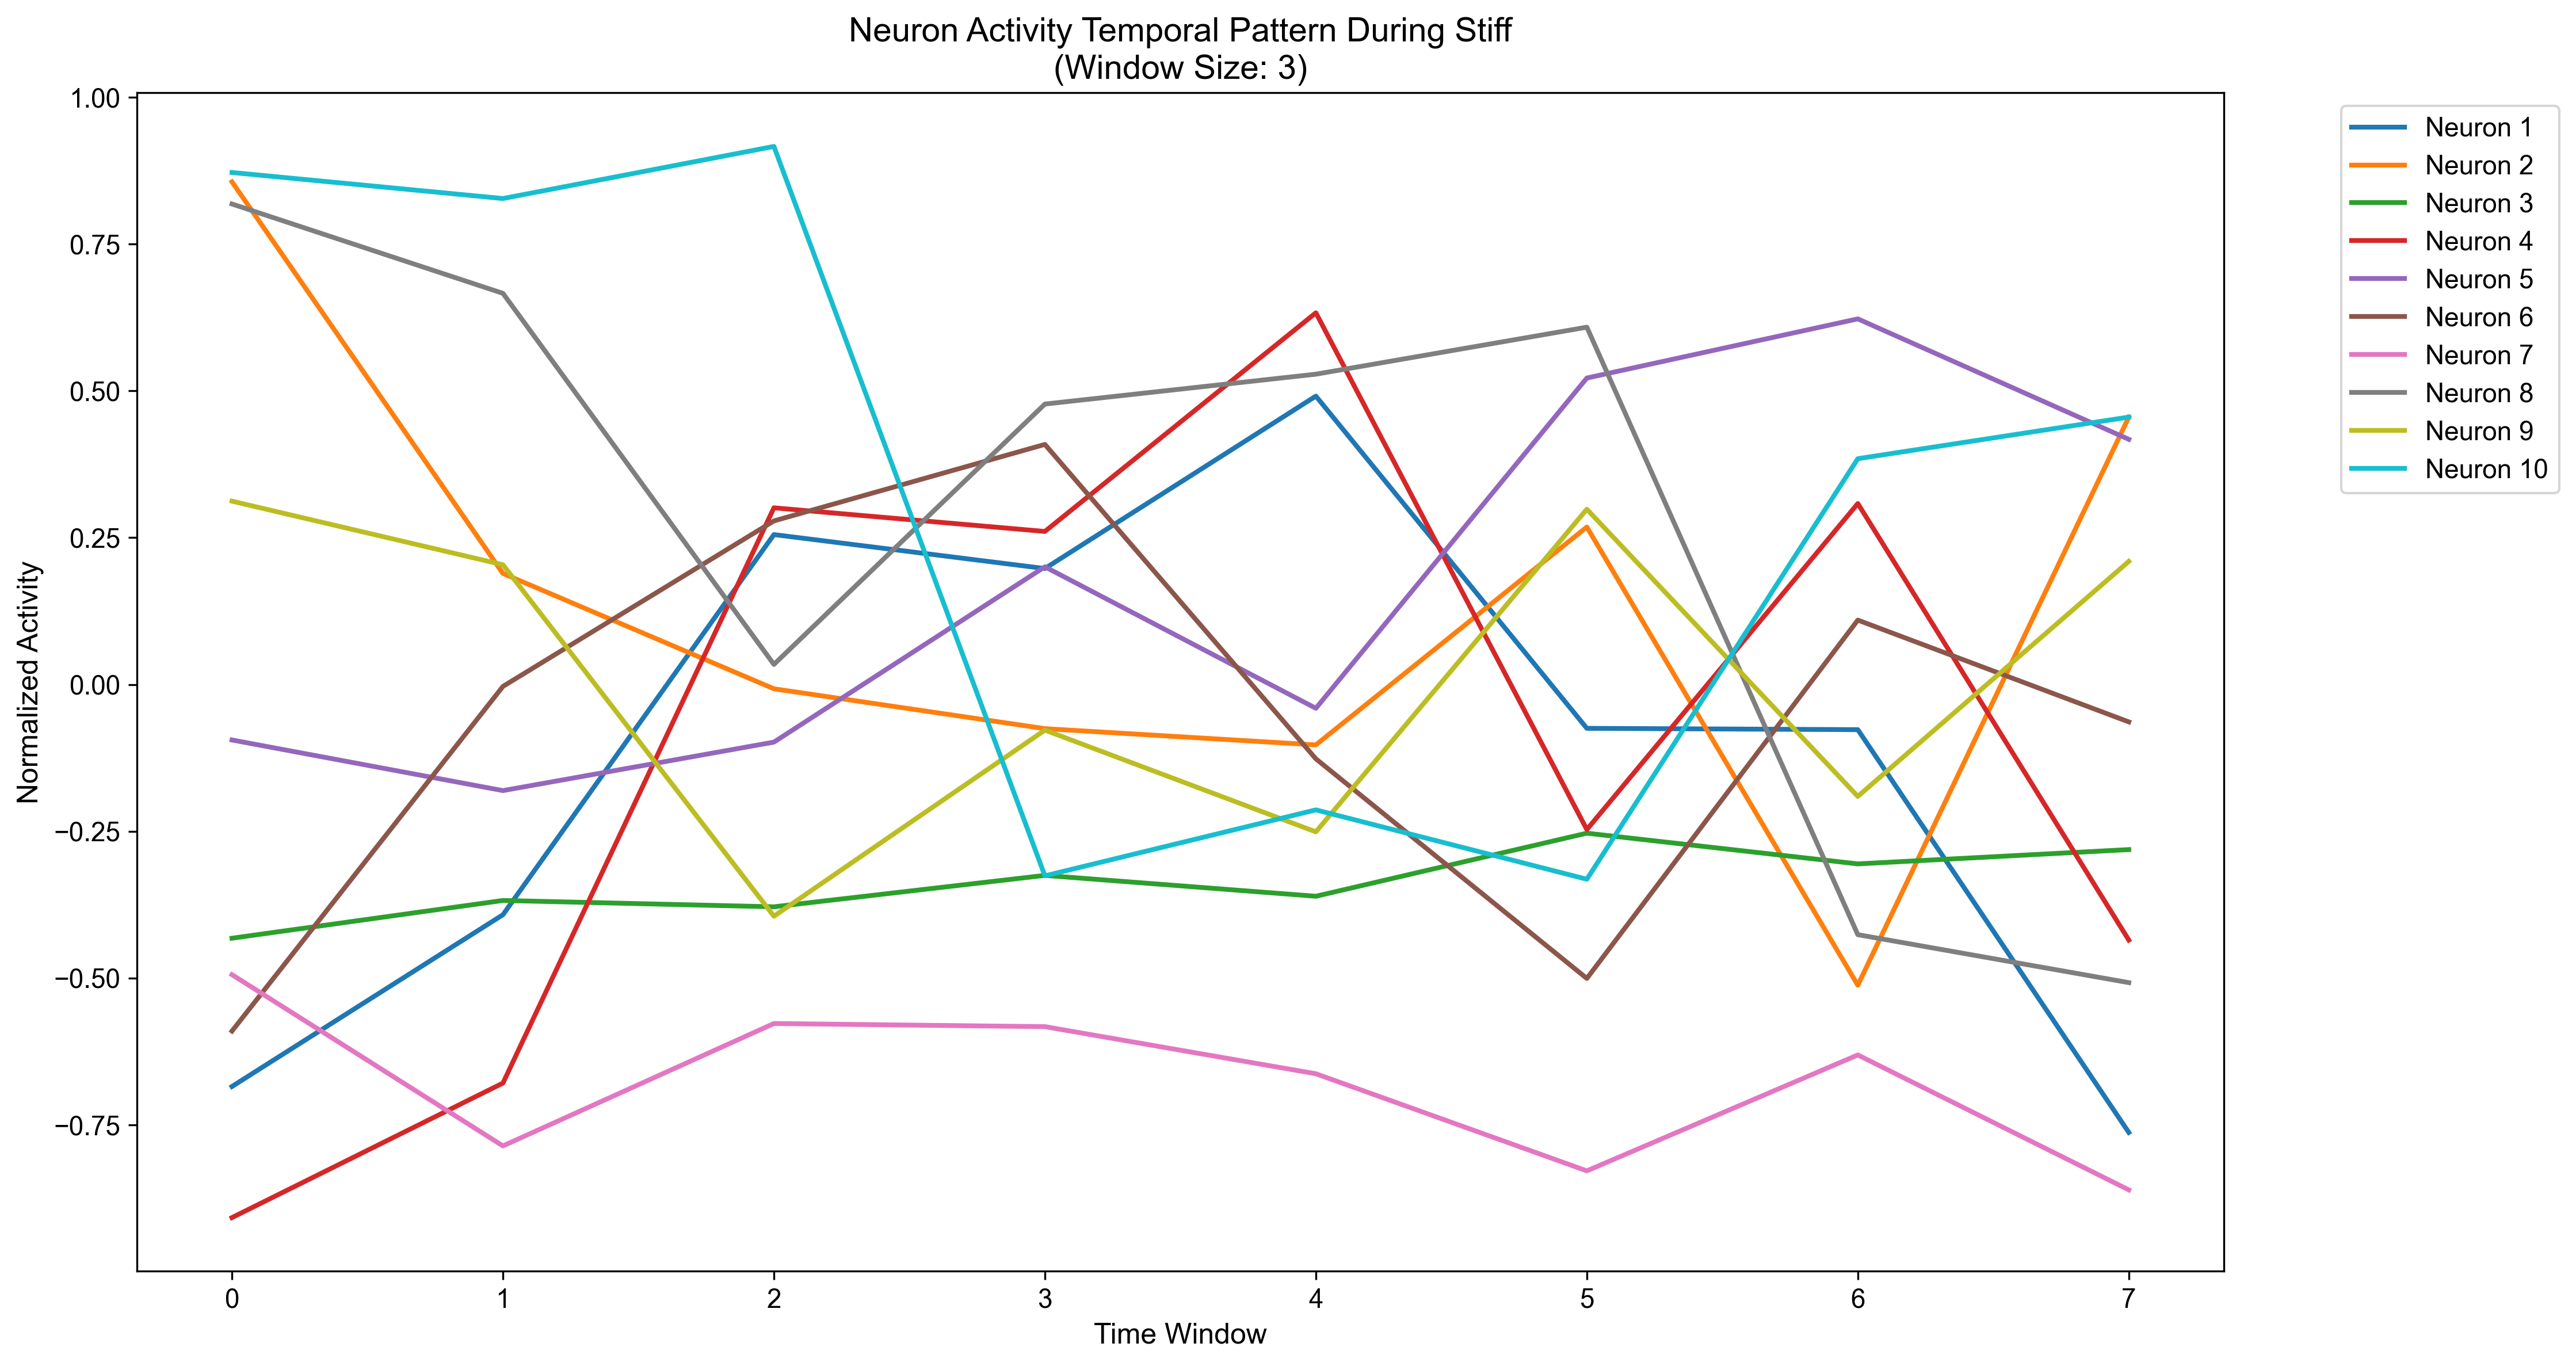 Neuron Activity Temporal Pattern During Stiff
(Window Size: 3)
Normalized Activity
1.00
0.75
0.50
0.25
0.00
−0.25
−0.50
−0.75
0 1 2 3 4 5 6 7
Time Window
Neuron 1
Neuron 2
Neuron 3
Neuron 4
Neuron 5
Neuron 6
Neuron 7
Neuron 8
Neuron 9
Neuron 10